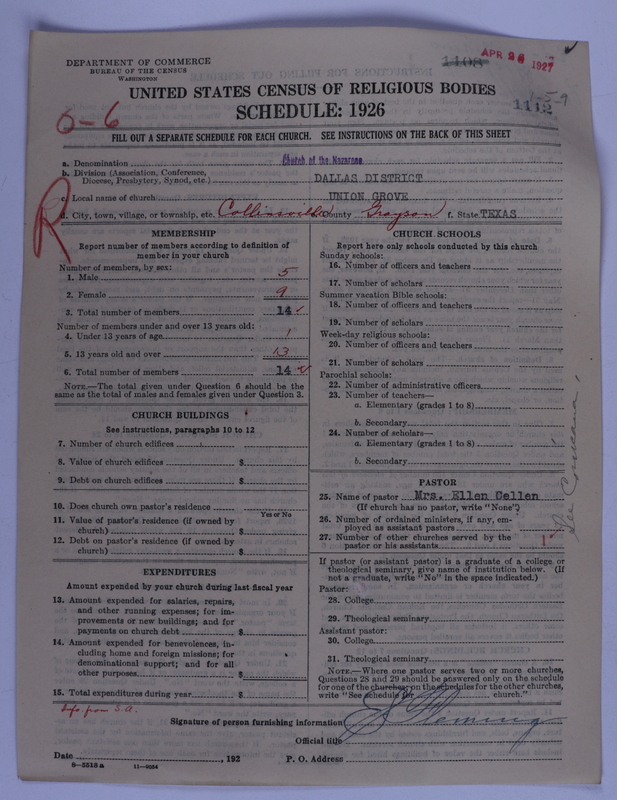 DEPARTMENT OF COMMERCE
BUREAU OF THE CENSUS
WASHINGTON
1108
APR 26 1927
UNITED STATES CENSUS OF RELIGIOUS BODIES
SCHEDULE: 1926
1-5-9
1112
0-6
FILL OUT A SEPARATE SCHEDULE FOR EACH CHURCH. SEE INSTRUCTIONS ON THE BACK OF THIS SHEET
a. Denomination Church of the Nazarene
b. Division (Association, Conference, Diocese, Presbytery, Synod, etc.) DALLAS DISTRICT
c. Local name of church UNION GROVE
d. City, town, village, or township, etc. Collinsville County Grayson f. State TEXAS
R
MEMBERSHIP
Report number of members according to definition of
member in your church
Number of members, by sex:
1. Male 5
2. Female 9
3. Total number of members 14
Number of members under and over 13 years old:
4. Under 13 years of age 1
5. 13 years old and over 13
6. Total number of members 14
NOTE.—The total given under Question 6 should be the
same as the total of males and females given under Question 3.
CHURCH BUILDINGS
See instructions, paragraphs 10 to 12
7. Number of church edifices
8. Value of church edifices $
9. Debt on church edifices $
10. Does church own pastor's residence
Yes or No
11. Value of pastor's residence (if owned by
church) $
12. Debt on pastor's residence (if owned by
church) $
EXPENDITURES
Amount expended by your church during last fiscal year
13. Amount expended for salaries, repairs,
and other running expenses; for im-
provements or new buildings; and for
payments on church debt $
14. Amount expended for benevolences, in-
cluding home and foreign missions; for
denominational support; and for all
other purposes $
15. Total expenditures during year $
CHURCH SCHOOLS
Report here only schools conducted by this church
Sunday schools:
16. Number of officers and teachers
17. Number of scholars
Summer vacation Bible schools:
18. Number of officers and teachers
19. Number of scholars
Week-day religious schools:
20. Number of officers and teachers
21. Number of scholars
Parochial schools:
22. Number of administrative officers
23. Number of teachers—
a. Elementary (grades 1 to 8)
b. Secondary
24. Number of scholars—
a. Elementary (grades 1 to 8)
b. Secondary
PASTOR
25. Name of pastor Mrs. Ellen Cellen
(If church has no pastor, write "None")
26. Number of ordained ministers, if any, em-
ployed as assistant pastors
27. Number of other churches served by the
pastor or his assistants 1
See
If pastor (or assistant pastor) is a graduate of a college or
theological seminary, give name of institution below. (If
not a graduate, write "No" in the space indicated.)
Pastor:
28. College
29. Theological seminary
Assistant pastor:
30. College
31. Theological seminary
NOTE.—Where one pastor serves two or more churches,
Questions 28 and 29 should be answered only on the schedule
for one of the churches; on the schedules for the other churches,
write "See schedule for church."
Info from S.A.
Signature of person furnishing information Fleming
Official title
Date , 192 P. O. Address
8-5518a 11-9084